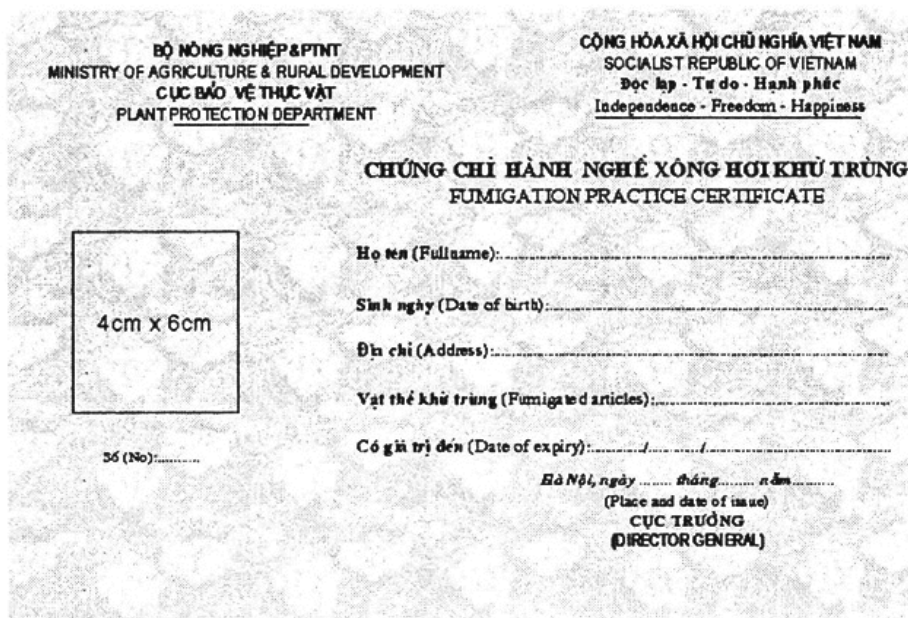 BỘ NÔNG NGHIỆP & PTNT
MINISTRY OF AGRICULTURE & RURAL DEVELOPMENT
CỤC BẢO VỆ THỰC VẬT
PLANT PROTECTION DEPARTMENT
CỘNG HÒA XÃ HỘI CHỦ NGHĨA VIỆT NAM
SOCIALIST REPUBLIC OF VIETNAM
Độc lập - Tự do - Hạnh phúc
Independence - Freedom - Happiness
CHỨNG CHỈ HÀNH NGHỀ XÔNG HƠI KHỬ TRÙNG
FUMIGATION PRACTICE CERTIFICATE
4cm x 6cm
Số (No):..........
Họ tên (Fullname):..........
Sinh ngày (Date of birth):..........
Địa chỉ (Address):..........
Vật thể khử trùng (Fumigated articles):..........
Có giá trị đến (Date of expiry):........../........../..........
Hà Nội, ngày ........ tháng......... năm..........
(Place and date of issue)
CỤC TRƯỞNG
(DIRECTOR GENERAL)